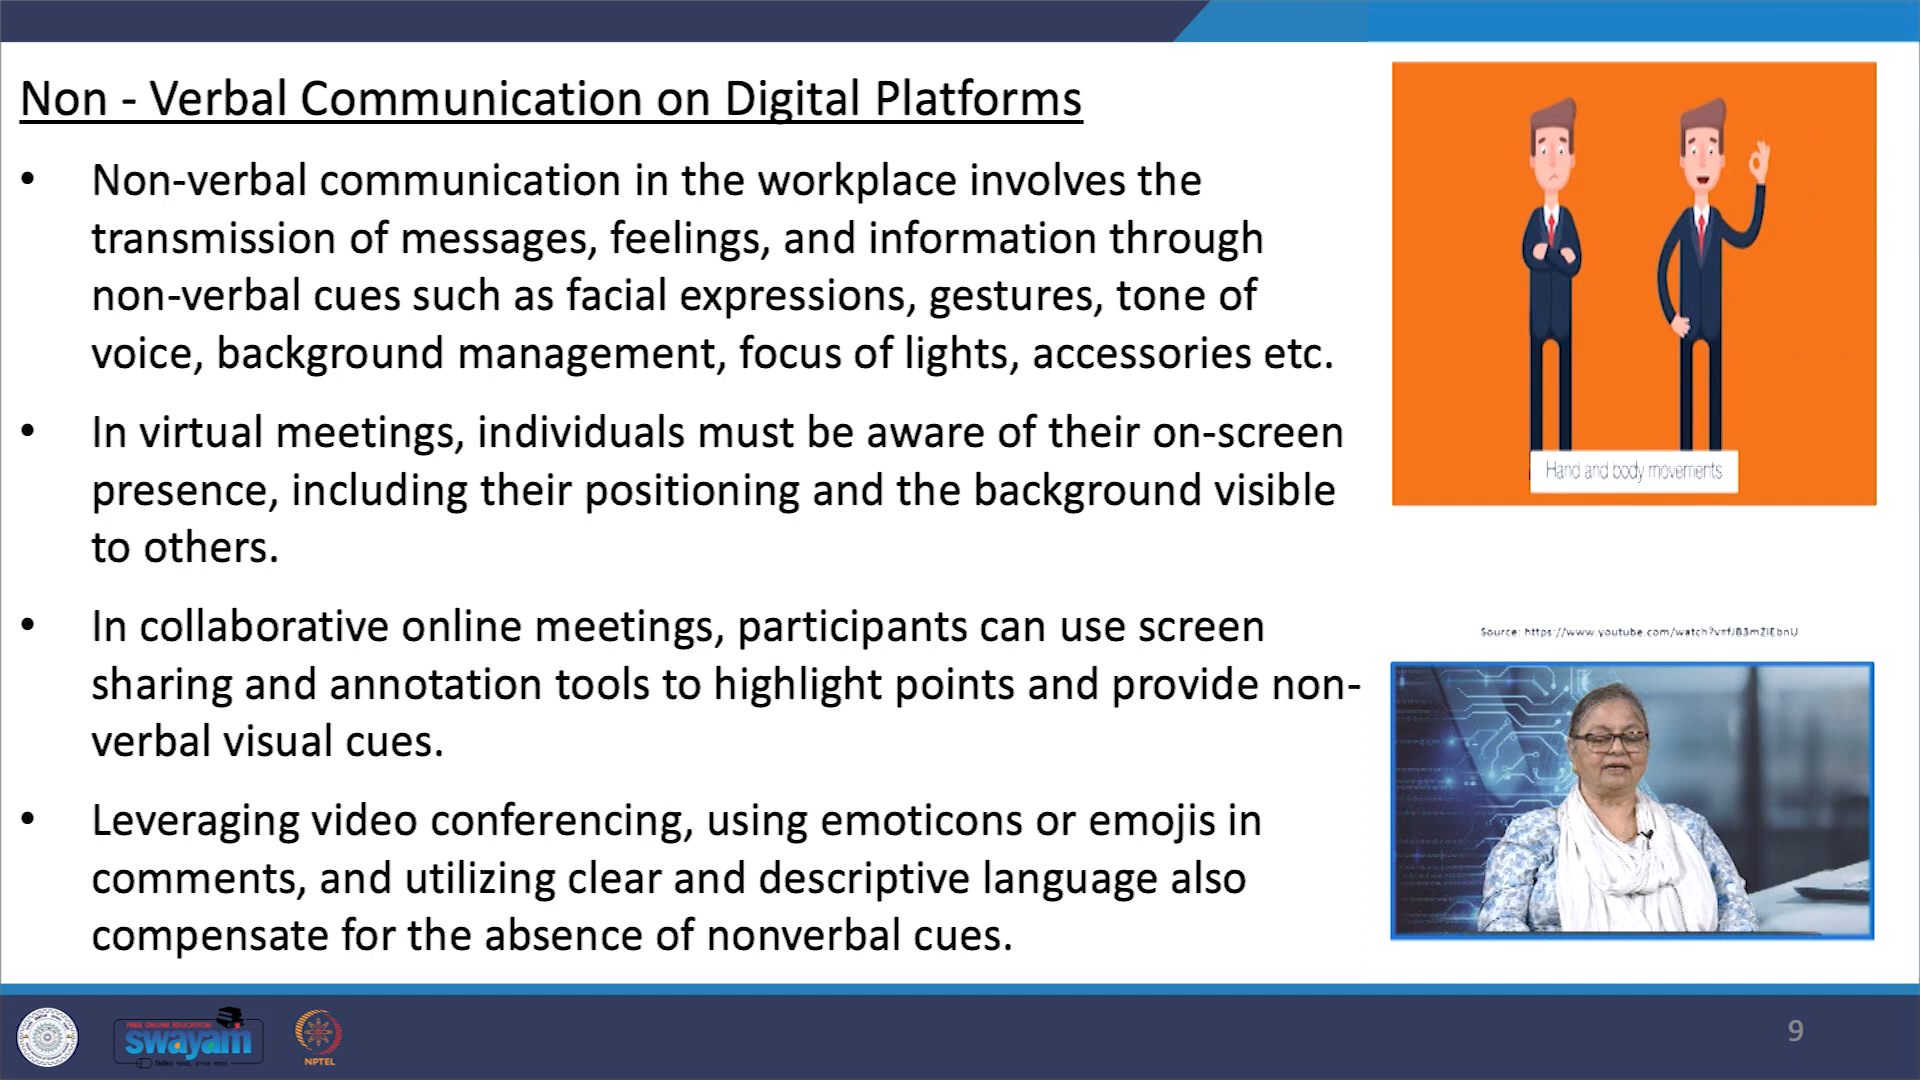 Non - Verbal Communication on Digital Platforms
• Non-verbal communication in the workplace involves the
transmission of messages, feelings, and information through
non-verbal cues such as facial expressions, gestures, tone of
voice, background management, focus of lights, accessories etc.
• In virtual meetings, individuals must be aware of their on-screen
presence, including their positioning and the background visible
to others.
• In collaborative online meetings, participants can use screen
sharing and annotation tools to highlight points and provide non-
verbal visual cues.
• Leveraging video conferencing, using emoticons or emojis in
comments, and utilizing clear and descriptive language also
compensate for the absence of nonverbal cues.
Hand and body movements
Source:
FREE ONLINE EDUCATION
swayam
NPTEL
9